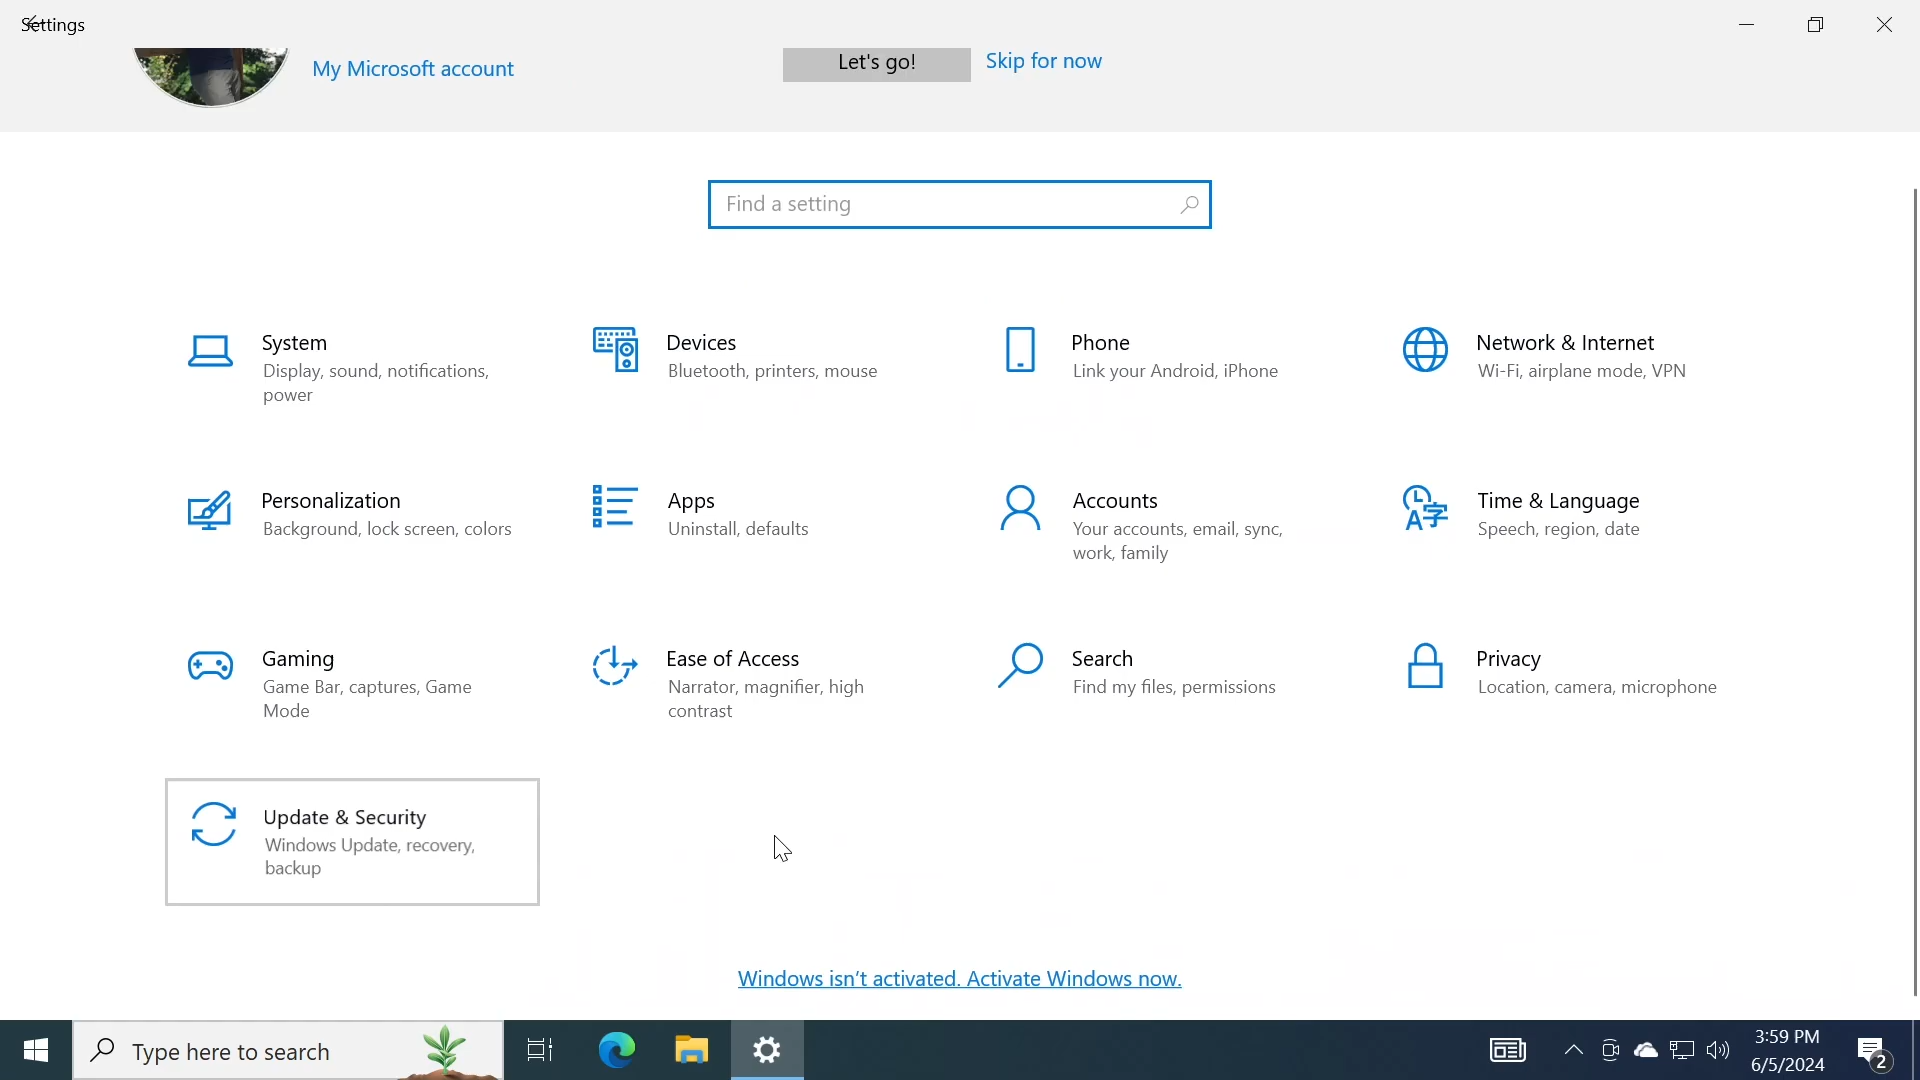 Settings
My Microsoft account
Let's go!
Skip for now
Find a setting
System
Display, sound, notifications,
power
Devices
Bluetooth, printers, mouse
Phone
Link your Android, iPhone
Network & Internet
Wi-Fi, airplane mode, VPN
Personalization
Background, lock screen, colors
Apps
Uninstall, defaults
Accounts
Your accounts, email, sync,
work, family
Time & Language
Speech, region, date
Gaming
Game Bar, captures, Game
Mode
Ease of Access
Narrator, magnifier, high
contrast
Search
Find my files, permissions
Privacy
Location, camera, microphone
Update & Security
Windows Update, recovery,
backup
Windows isn’t activated. Activate Windows now.
Type here to search
3:59 PM
6/5/2024
2